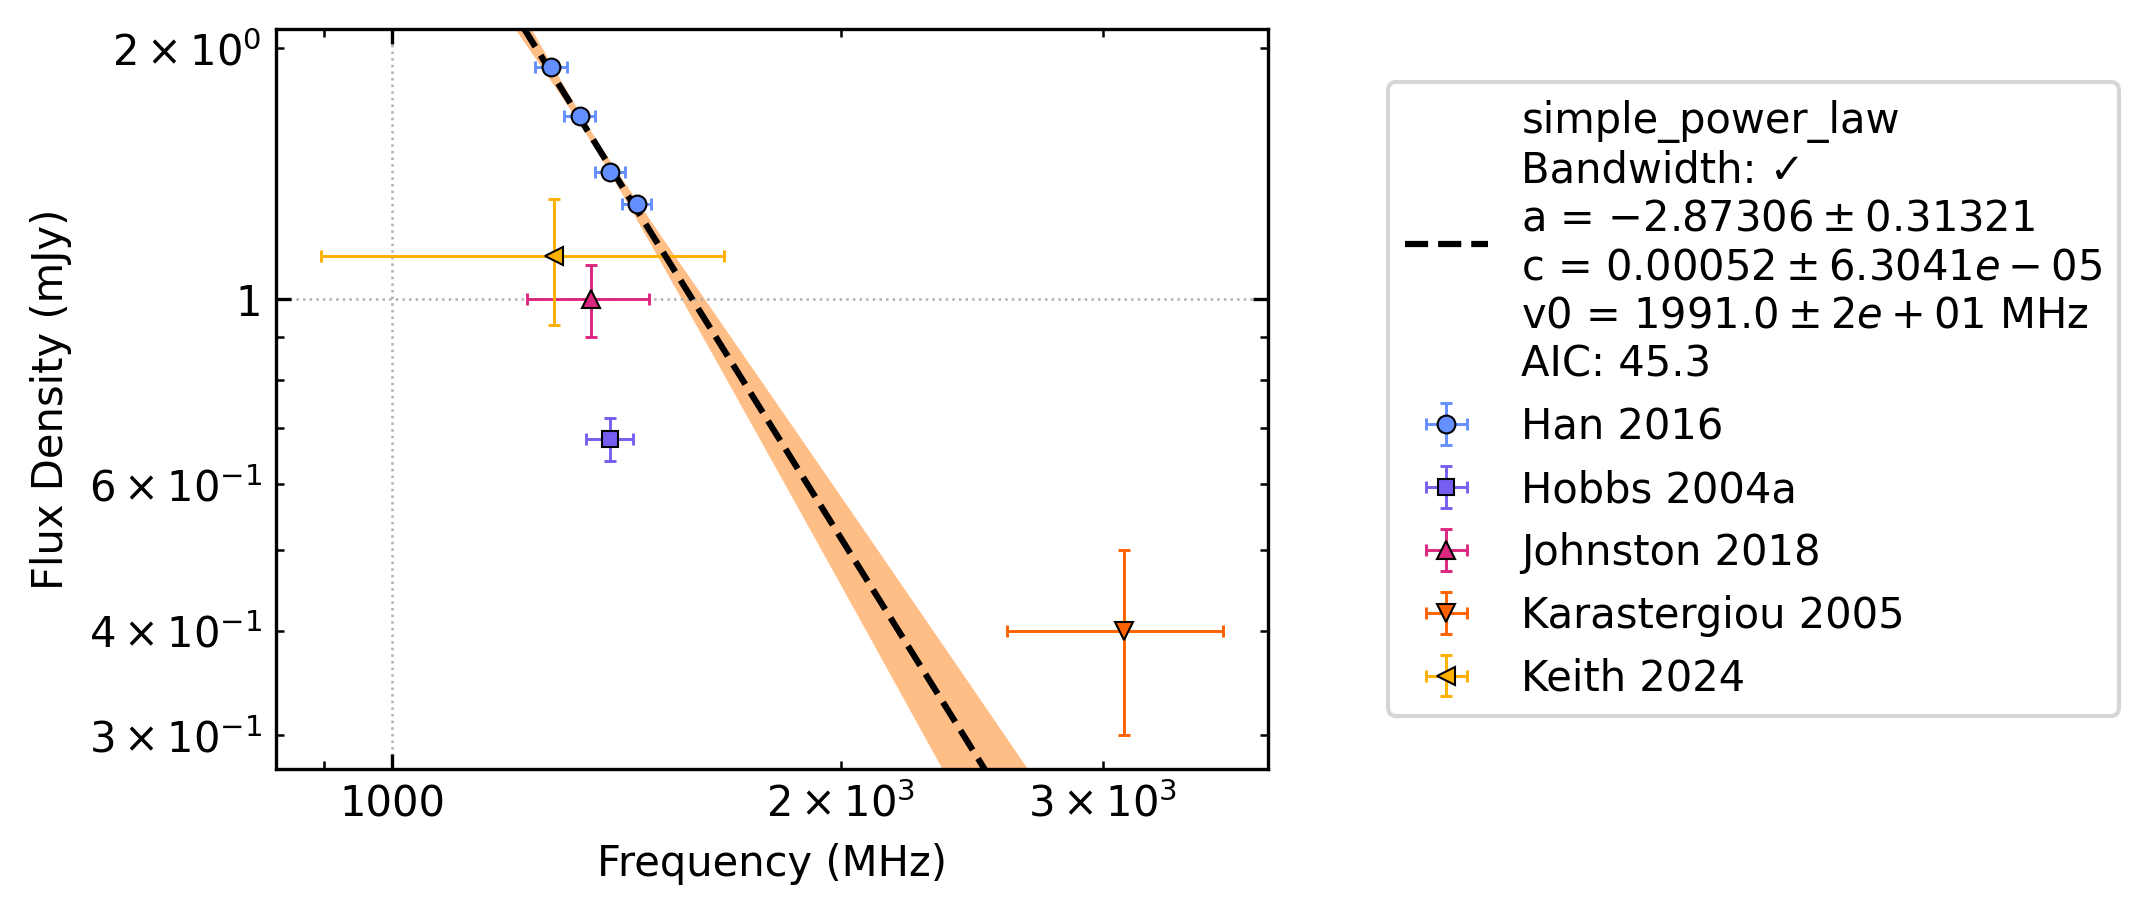 2 × 10⁰
1
6 × 10⁻¹
4 × 10⁻¹
3 × 10⁻¹
Flux Density (mJy)
1000
2 × 10³
3 × 10³
Frequency (MHz)
simple_power_law
Bandwidth: ✓
a = −2.87306 ± 0.31321
c = 0.00052 ± 6.3041e − 05
v0 = 1991.0 ± 2e + 01 MHz
AIC: 45.3
Han 2016
Hobbs 2004a
Johnston 2018
Karastergiou 2005
Keith 2024